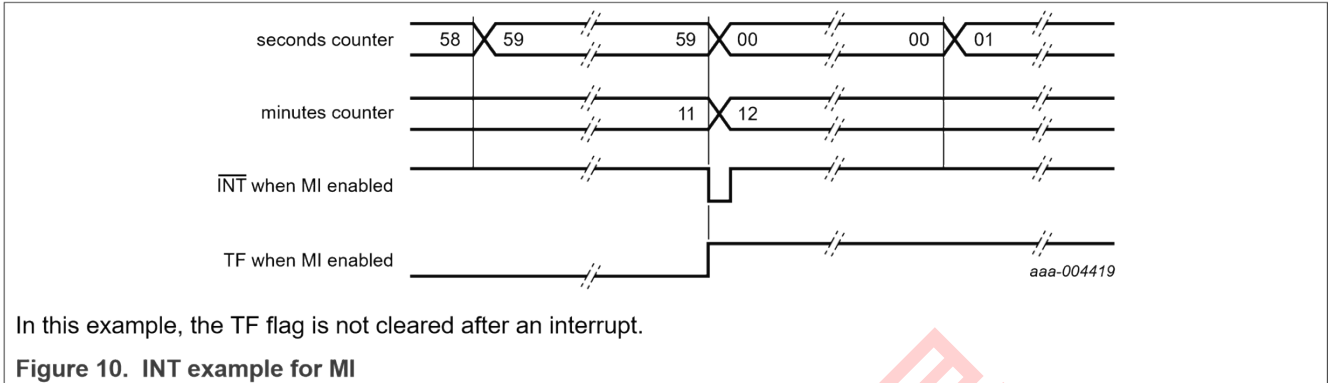 seconds counter 58 59 59 00 00 01
minutes counter 11 12
INT when MI enabled
TF when MI enabled
aaa-004419
In this example, the TF flag is not cleared after an interrupt.
Figure 10. INT example for MI